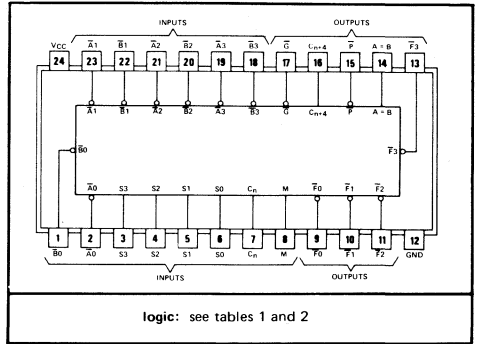 INPUTS OUTPUTS
VCC A̅1 B̅1 A̅2 B̅2 A̅3 B̅3 G̅ Cn+4 P̅ A = B F̅3
24 23 22 21 20 19 18 17 16 15 14 13
A̅1 B̅1 A̅2 B̅2 A̅3 B̅3 G̅ Cn+4 P̅ A = B
B̅0 F̅3
A̅0 S3 S2 S1 S0 Cn M F̅0 F̅1 F̅2
1 2 3 4 5 6 7 8 9 10 11 12
B̅0 A̅0 S3 S2 S1 S0 Cn M F̅0 F̅1 F̅2 GND
INPUTS OUTPUTS
logic: see tables 1 and 2